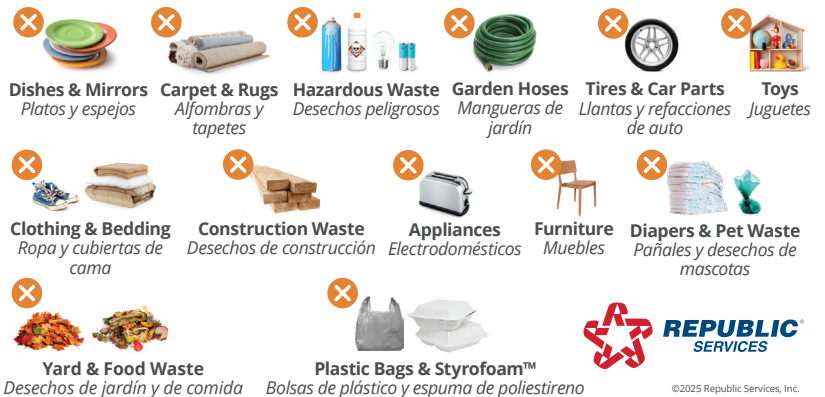 Dishes & Mirrors
Platos y espejos
Carpet & Rugs
Alfombras y
tapetes
Hazardous Waste
Desechos peligrosos
Garden Hoses
Mangueras de
jardín
Tires & Car Parts
Llantas y refacciones
de auto
Toys
Juguetes
Clothing & Bedding
Ropa y cubiertas de
cama
Construction Waste
Desechos de construcción
Appliances
Electrodomésticos
Furniture
Muebles
Diapers & Pet Waste
Pañales y desechos de
mascotas
Yard & Food Waste
Desechos de jardín y de comida
Plastic Bags & Styrofoam™
Bolsas de plástico y espuma de poliestireno
REPUBLIC®
SERVICES
©2025 Republic Services, Inc.